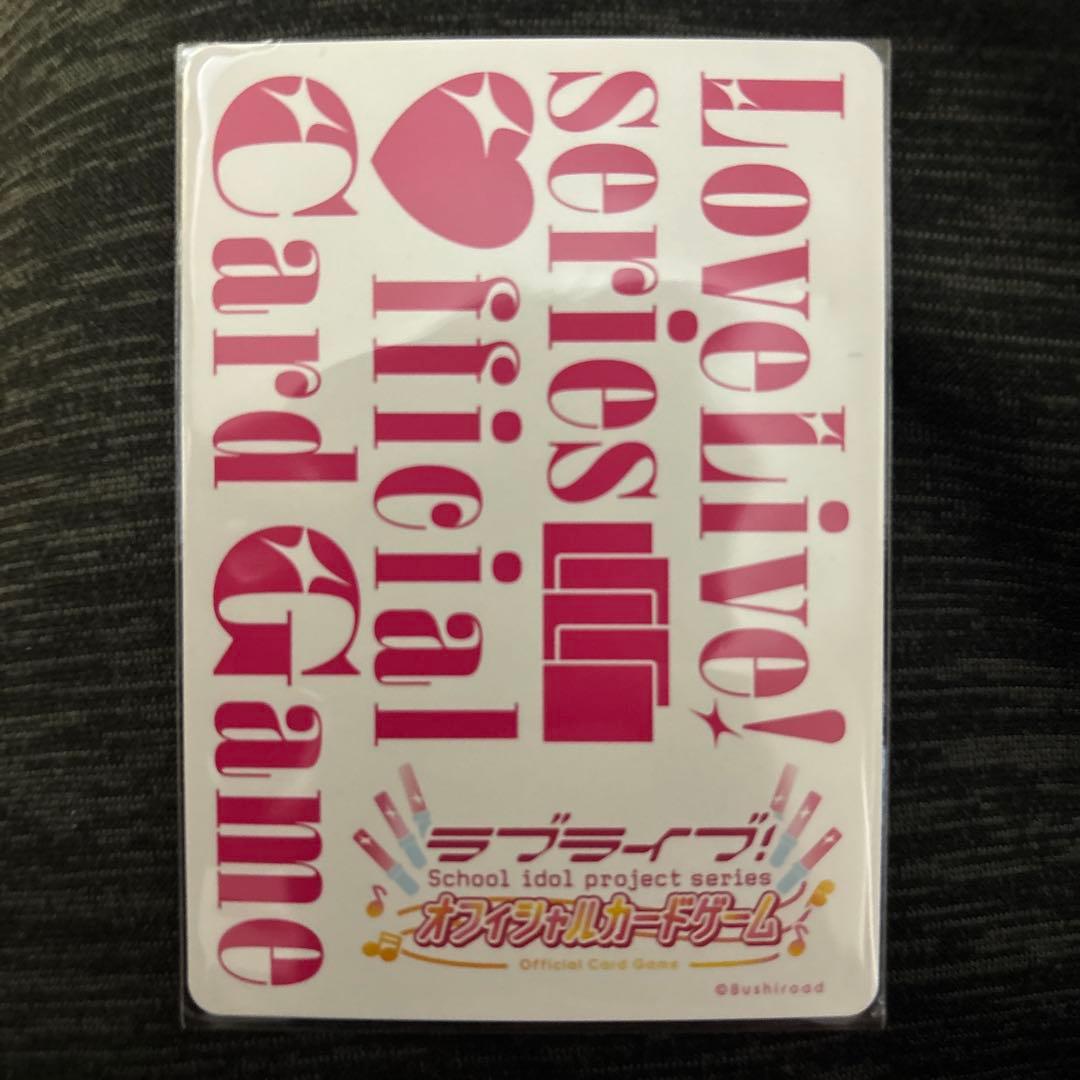 LoveLive!
series
♥fficial
Card Game
ラブライブ!
School idol project series
オフィシャルカードゲーム
Official Card Game
©Bushiroad